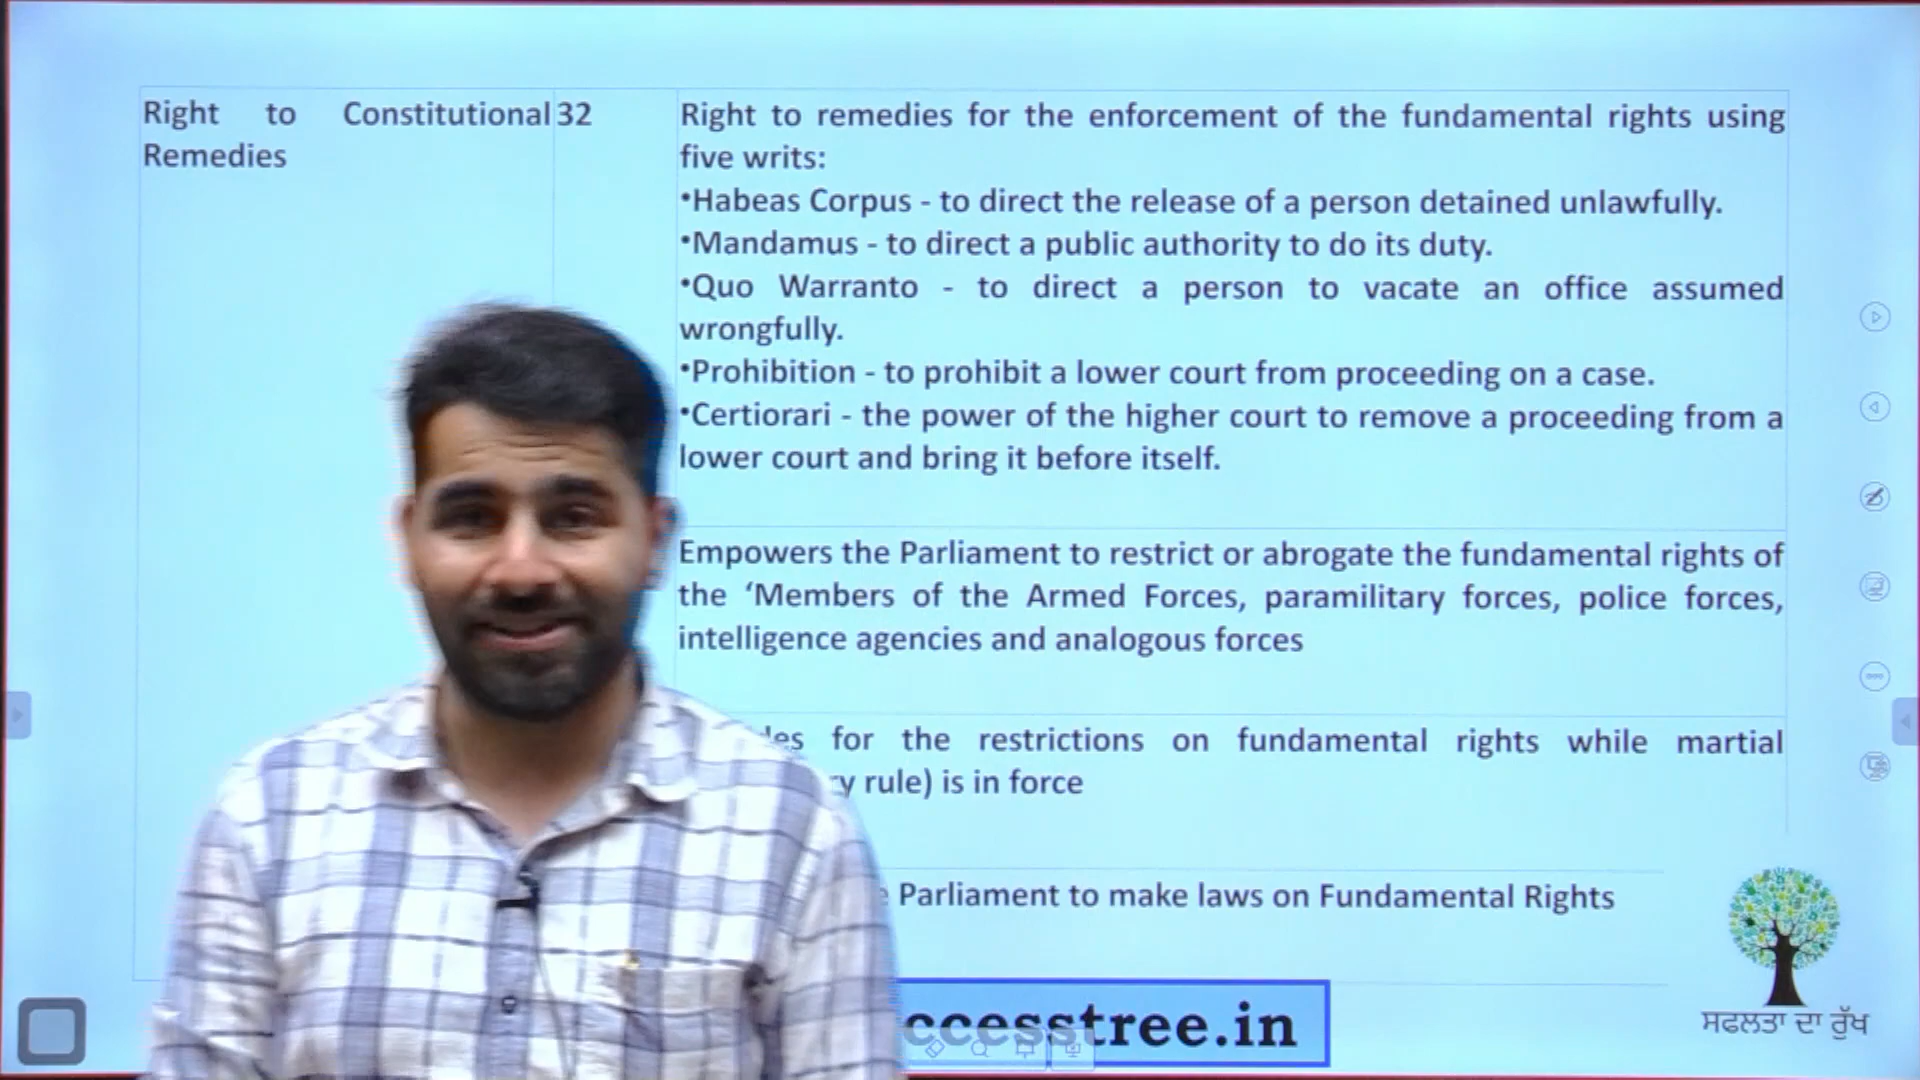 Right to Constitutional 32
Remedies
Right to remedies for the enforcement of the fundamental rights using
five writs:
•Habeas Corpus - to direct the release of a person detained unlawfully.
•Mandamus - to direct a public authority to do its duty.
•Quo Warranto - to direct a person to vacate an office assumed
wrongfully.
•Prohibition - to prohibit a lower court from proceeding on a case.
•Certiorari - the power of the higher court to remove a proceeding from a
lower court and bring it before itself.
Empowers the Parliament to restrict or abrogate the fundamental rights of
the ‘Members of the Armed Forces, paramilitary forces, police forces,
intelligence agencies and analogous forces
for the restrictions on fundamental rights while martial
rule) is in force
Parliament to make laws on Fundamental Rights
ccesstree.in
ਸਫਲਤਾ ਦਾ ਰੁੱਖ